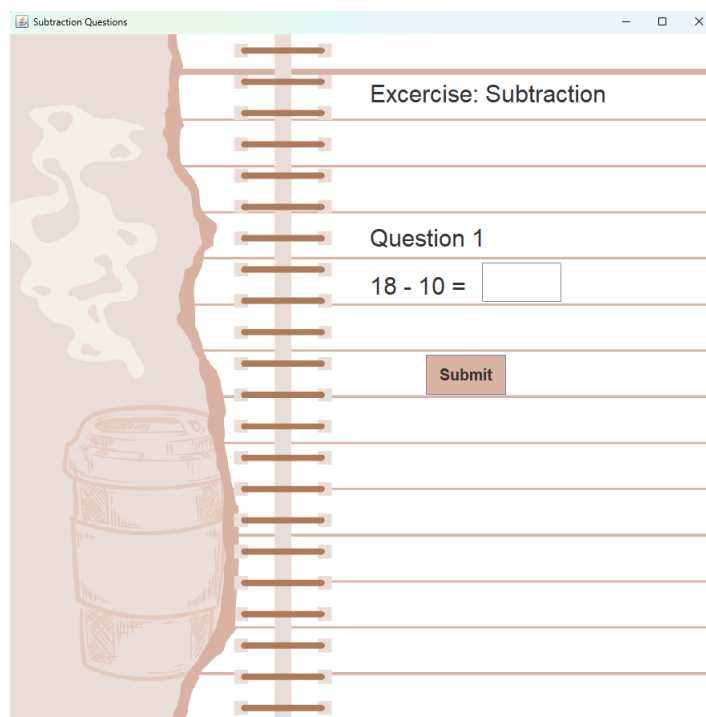 Subtraction Questions
Excercise: Subtraction
Question 1
18 - 10 =
Submit